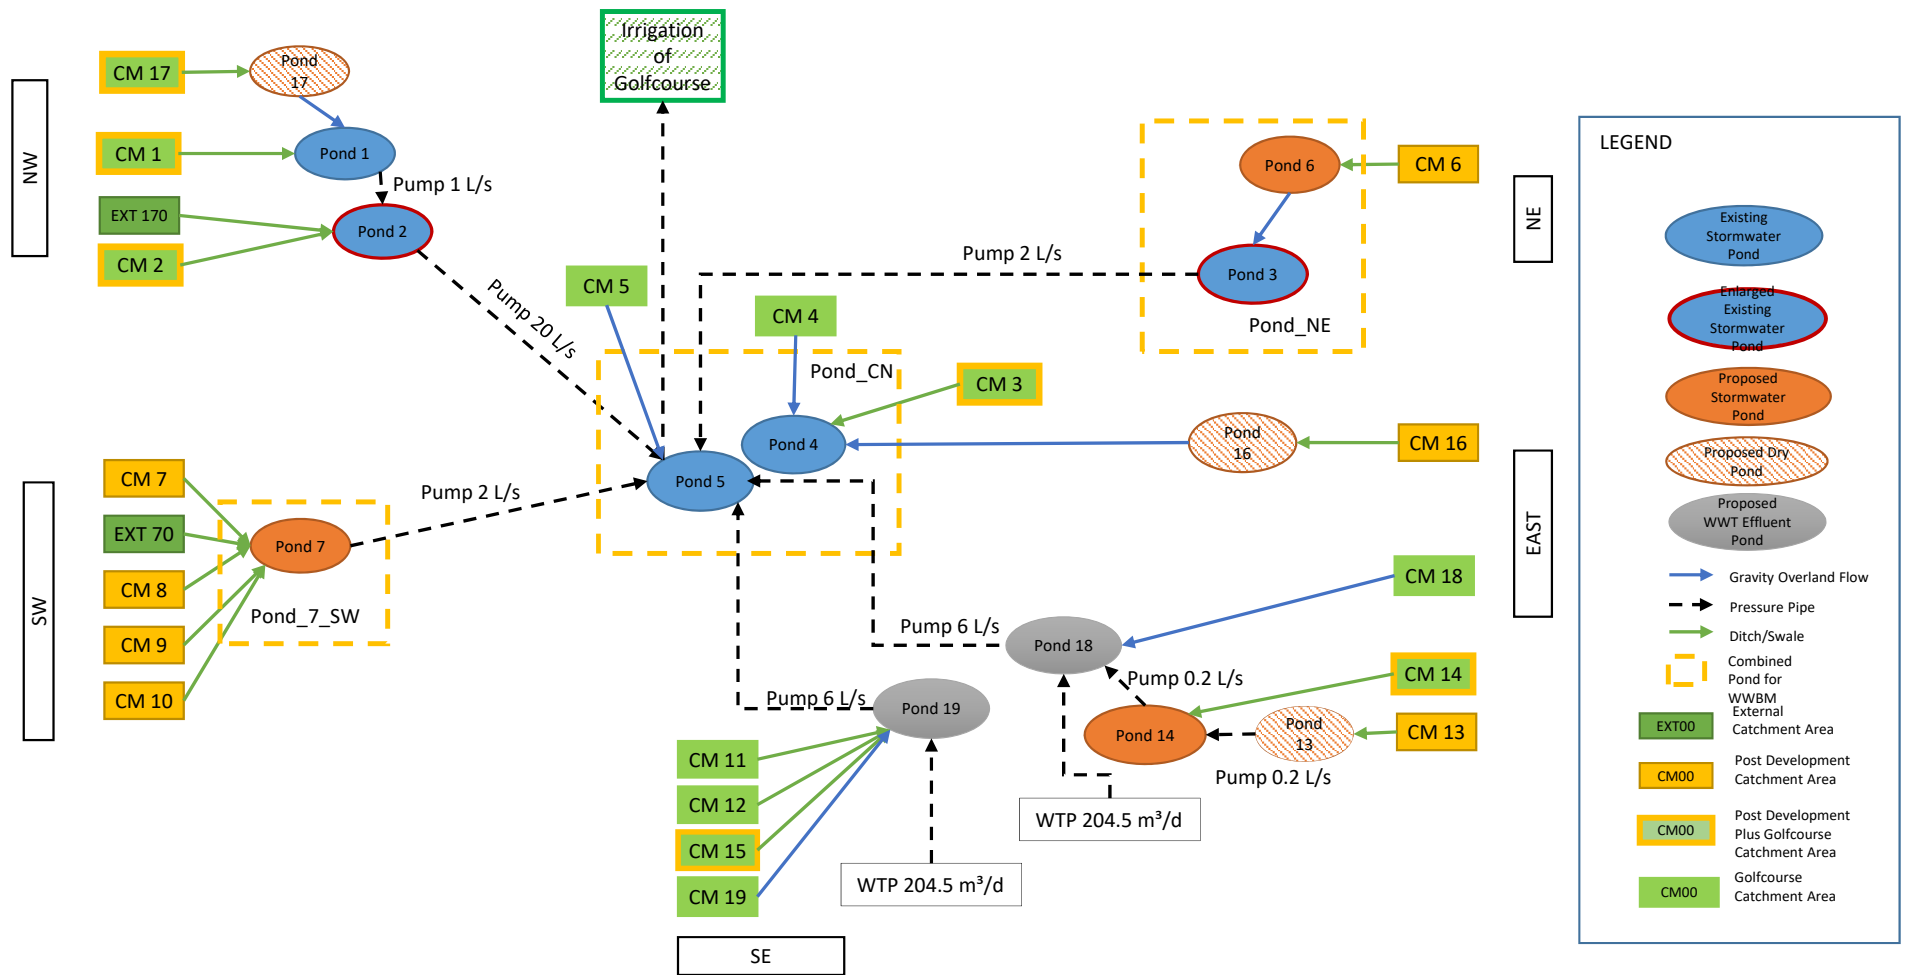 Irrigation
of
Golfcourse
NW
CM 17
Pond
17
CM 1
Pond 1
Pump 1 L/s
EXT 170
Pond 2
CM 2
Pump 20 L/s
CM 5
CM 4
Pond_CN
CM 3
Pond 4
Pond 5
Pump 2 L/s
Pond 6
CM 6
Pond 3
Pond_NE
NE
Pond
16
CM 16
EAST
SW
CM 7
EXT 70
CM 8
CM 9
CM 10
Pond 7
Pond_7_SW
Pump 2 L/s
CM 18
Pump 6 L/s
Pond 18
Pump 0.2 L/s
CM 14
Pond 14
Pond
13
CM 13
Pump 0.2 L/s
WTP 204.5 m³/d
Pump 6 L/s
Pond 19
CM 11
CM 12
CM 15
CM 19
WTP 204.5 m³/d
SE
LEGEND
Existing
Stormwater
Pond
Enlarged
Existing
Stormwater
Pond
Proposed
Stormwater
Pond
Proposed Dry
Pond
Proposed
WWT Effluent
Pond
Gravity Overland Flow
Pressure Pipe
Ditch/Swale
Combined
Pond for
WWBM
EXT00
External
Catchment Area
CM00
Post Development
Catchment Area
CM00
Post Development
Plus Golfcourse
Catchment Area
CM00
Golfcourse
Catchment Area